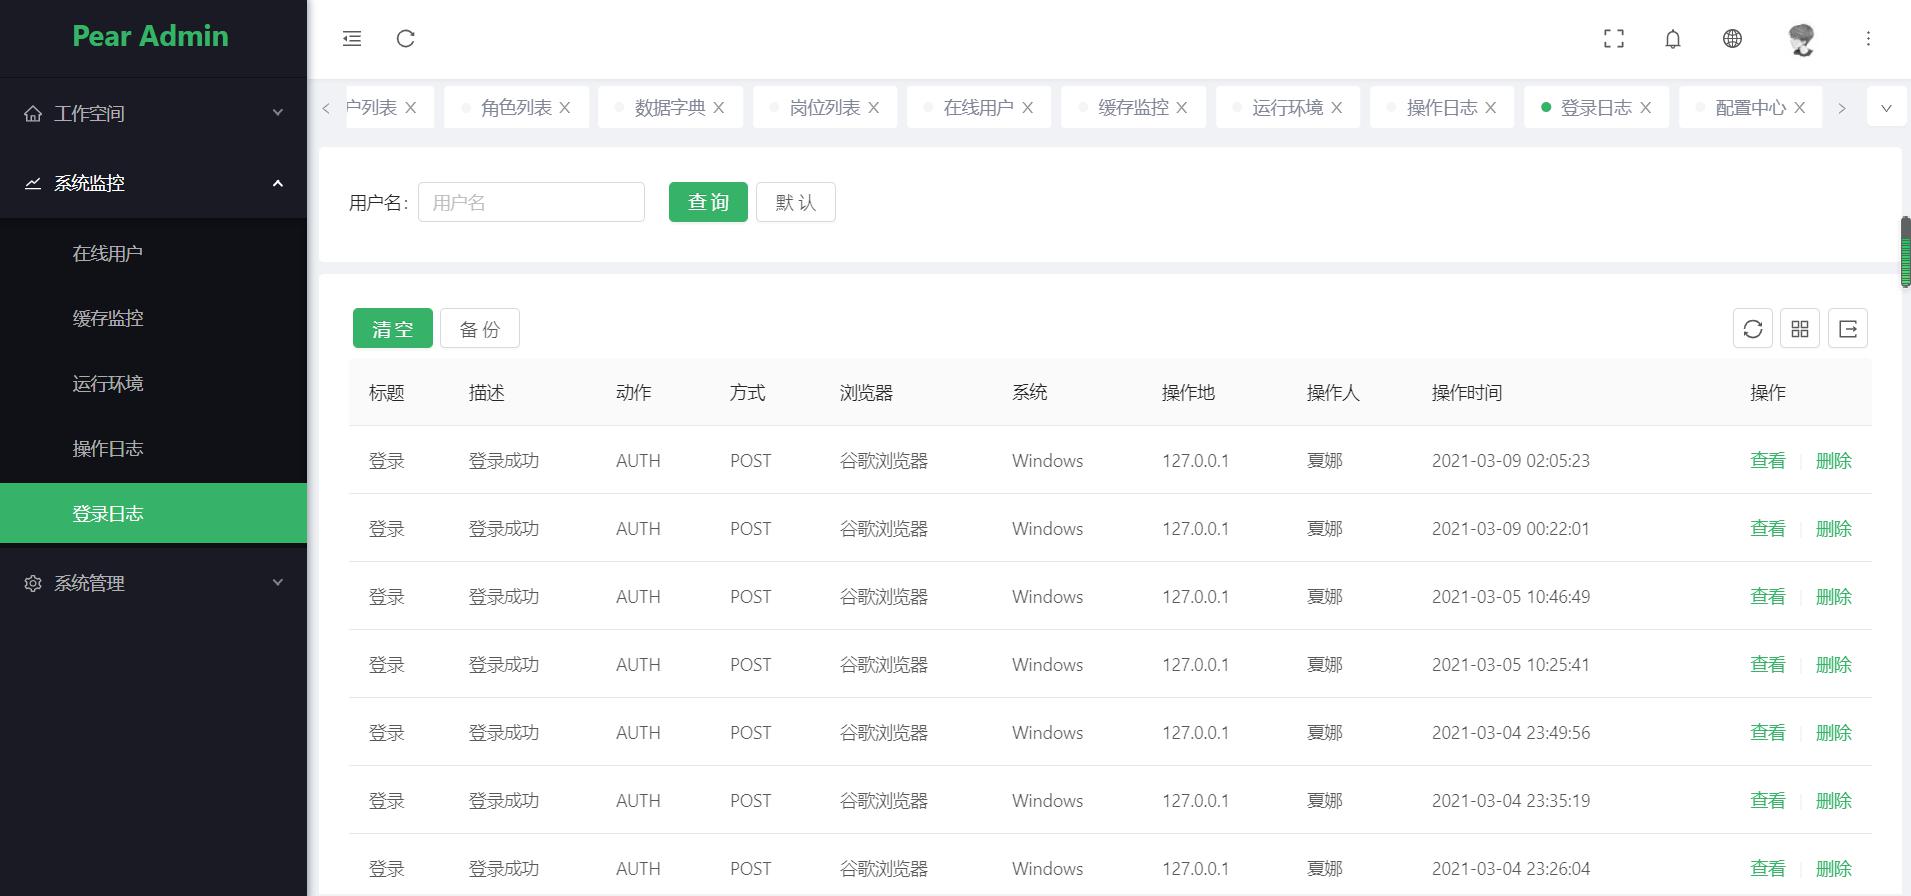 Pear Admin
工作空间
系统监控
在线用户
缓存监控
运行环境
操作日志
登录日志
系统管理
户列表 角色列表 数据字典 岗位列表 在线用户 缓存监控 运行环境 操作日志 登录日志 配置中心
用户名: 用户名 查询 默认
清空 备份
标题 描述 动作 方式 浏览器 系统 操作地 操作人 操作时间 操作
登录 登录成功 AUTH POST 谷歌浏览器 Windows 127.0.0.1 夏娜 2021-03-09 02:05:23 查看 删除
登录 登录成功 AUTH POST 谷歌浏览器 Windows 127.0.0.1 夏娜 2021-03-09 00:22:01 查看 删除
登录 登录成功 AUTH POST 谷歌浏览器 Windows 127.0.0.1 夏娜 2021-03-05 10:46:49 查看 删除
登录 登录成功 AUTH POST 谷歌浏览器 Windows 127.0.0.1 夏娜 2021-03-05 10:25:41 查看 删除
登录 登录成功 AUTH POST 谷歌浏览器 Windows 127.0.0.1 夏娜 2021-03-04 23:49:56 查看 删除
登录 登录成功 AUTH POST 谷歌浏览器 Windows 127.0.0.1 夏娜 2021-03-04 23:35:19 查看 删除
登录 登录成功 AUTH POST 谷歌浏览器 Windows 127.0.0.1 夏娜 2021-03-04 23:26:04 查看 删除